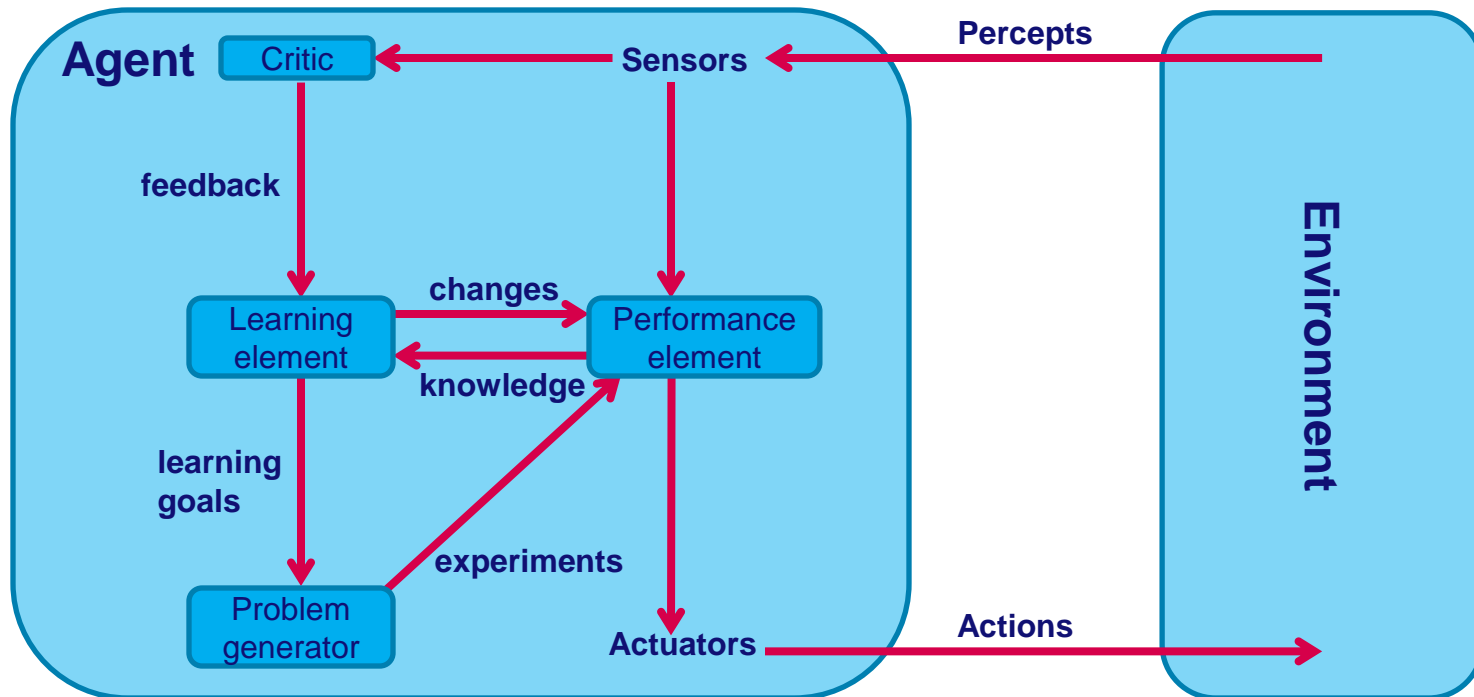 Percepts
Agent
Critic
Sensors
feedback
changes
Learning
element
Performance
element
knowledge
learning
goals
experiments
Problem
generator
Actuators
Actions
Environment